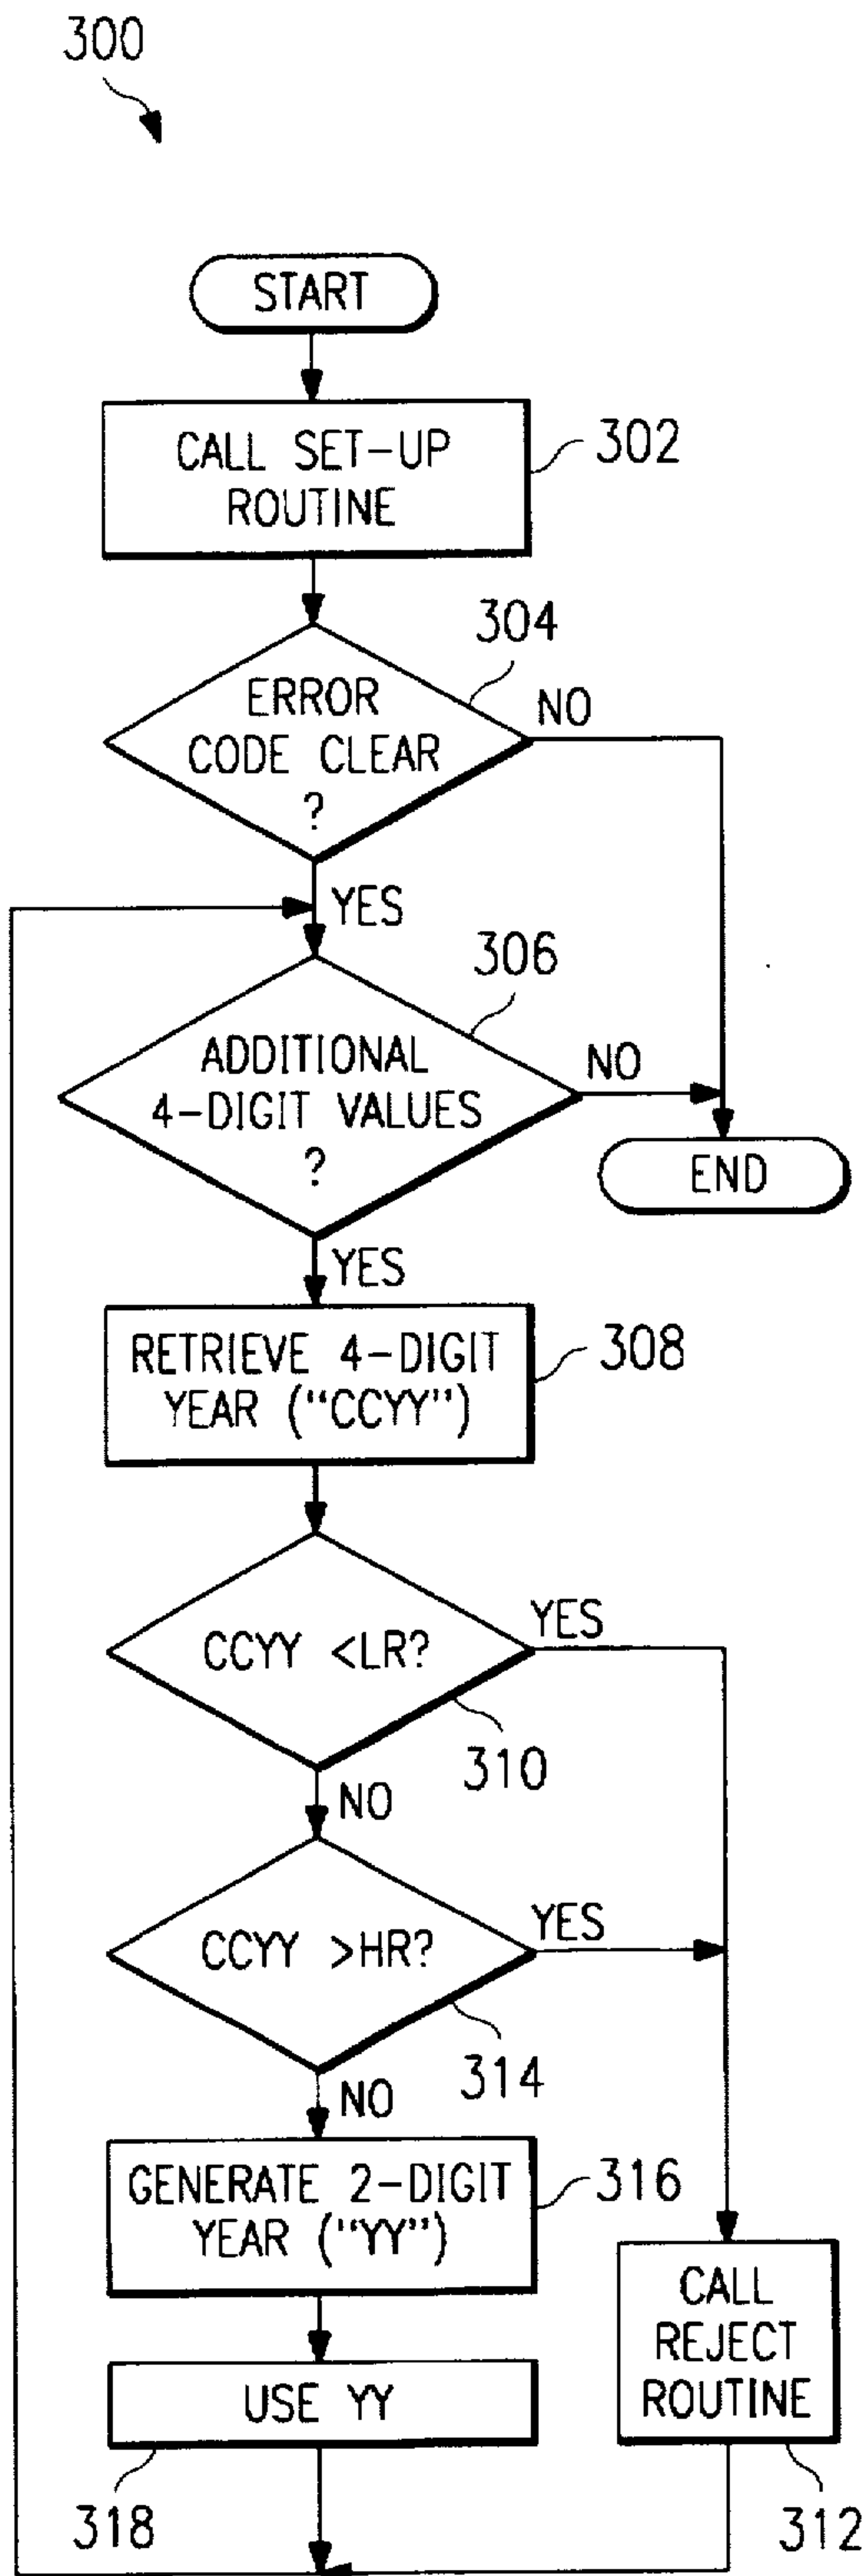 300
START
CALL SET-UP
ROUTINE
302
304
ERROR
CODE CLEAR
?
NO
YES
306
ADDITIONAL
4-DIGIT VALUES
?
NO
END
YES
RETRIEVE 4-DIGIT
YEAR ("CCYY")
308
CCYY <LR?
YES
310
NO
CCYY >HR?
YES
314
NO
GENERATE 2-DIGIT
YEAR ("YY")
316
CALL
REJECT
ROUTINE
USE YY
318
312